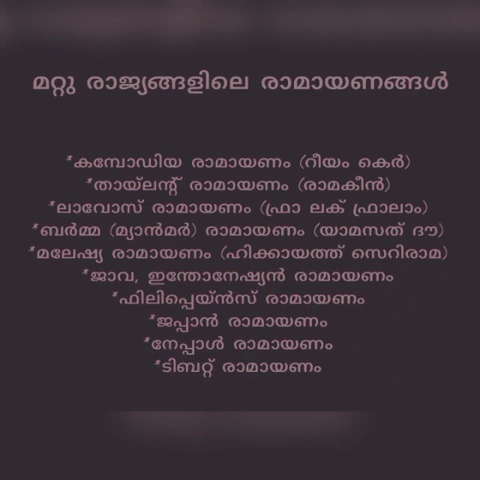 മറ്റു രാജ്യങ്ങളിലെ രാമായണങ്ങൾ
*കമ്പോഡിയ രാമായണം (റീയം കെർ)
*തായ്‌ലന്റ് രാമായണം (രാമകീൻ)
*ലാവോസ് രാമായണം (ഫ്രാ ലക് ഫ്രാലാം)
*ബർമ്മ (മ്യാൻമർ) രാമായണം (യാമസത് ദൗ)
*മലേഷ്യ രാമായണം (ഹിക്കായത്ത് സെറിരാമ)
*ജാവ, ഇന്തോനേഷ്യൻ രാമായണം
*ഫിലിപ്പെയ്ൻസ് രാമായണം
*ജപ്പാൻ രാമായണം
*നേപ്പാൾ രാമായണം
*ടിബറ്റ് രാമായണം